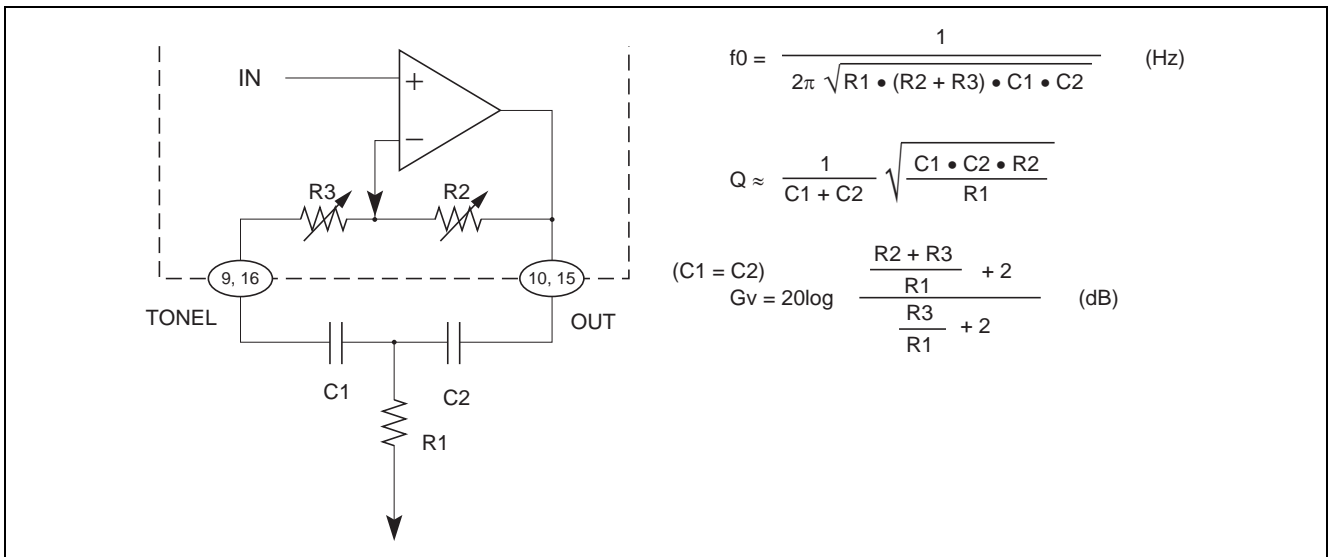 IN
+
−
R3
R2
9, 16
10, 15
TONEL
OUT
C1
C2
R1
f0 = 1 / 2π √R1 • (R2 + R3) • C1 • C2 (Hz)
Q ≈ 1 / C1 + C2 √C1 • C2 • R2 / R1
(C1 = C2)
Gv = 20log R2 + R3 / R1 + 2 / R3 / R1 + 2 (dB)